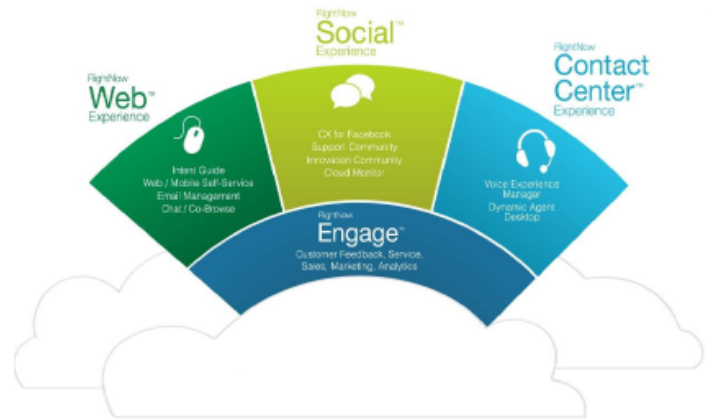 RightNow
Social™
Experience
RightNow
Web™
Experience
RightNow
Contact
Center™
Experience
Intent Guide
Web / Mobile Self-Service
Email Management
Chat / Co-Browse
CX for Facebook
Support Community
Innovation Community
Cloud Monitor
Voice Experience
Manager
Dynamic Agent
Desktop
RightNow
Engage™
Customer Feedback, Service,
Sales, Marketing, Analytics